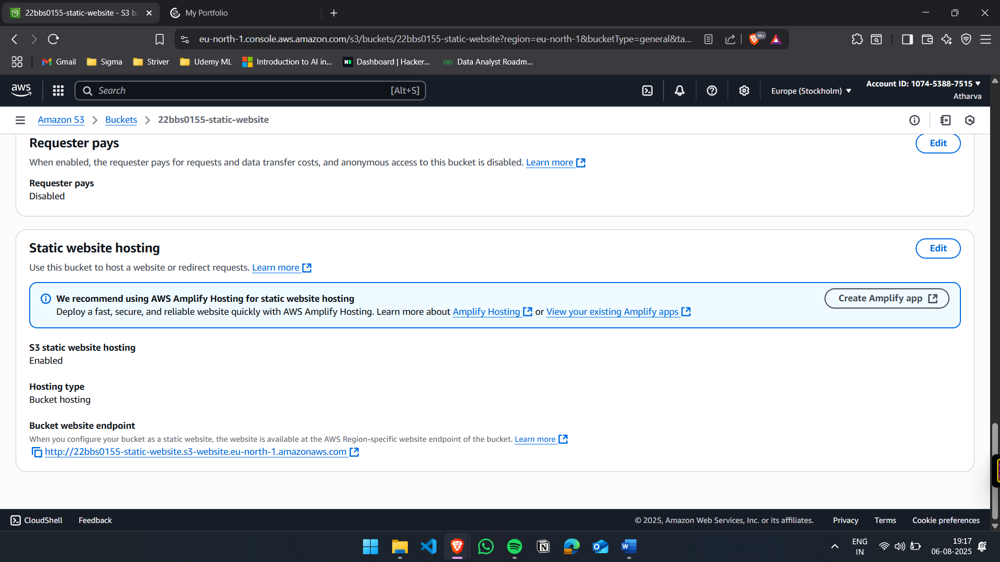 22bbs0155-static-website - S3 b
My Portfolio
eu-north-1.console.aws.amazon.com/s3/buckets/22bbs0155-static-website?region=eu-north-1&bucketType=general&ta...
99+
Gmail
Sigma
Striver
Udemy ML
Introduction to AI in...
Dashboard | Hacker...
Data Analyst Roadm...
aws
Search
[Alt+S]
Europe (Stockholm)
Account ID: 1074-5388-7515
Atharva
Amazon S3
Buckets
22bbs0155-static-website
Requester pays
Edit
When enabled, the requester pays for requests and data transfer costs, and anonymous access to this bucket is disabled. Learn more
Requester pays
Disabled
Static website hosting
Edit
Use this bucket to host a website or redirect requests. Learn more
We recommend using AWS Amplify Hosting for static website hosting
Deploy a fast, secure, and reliable website quickly with AWS Amplify Hosting. Learn more about Amplify Hosting or View your existing Amplify apps
Create Amplify app
S3 static website hosting
Enabled
Hosting type
Bucket hosting
Bucket website endpoint
When you configure your bucket as a static website, the website is available at the AWS Region-specific website endpoint of the bucket. Learn more
http://22bbs0155-static-website.s3-website.eu-north-1.amazonaws.com
CloudShell
Feedback
© 2025, Amazon Web Services, Inc. or its affiliates.
Privacy
Terms
Cookie preferences
ENG
IN
19:17
06-08-2025